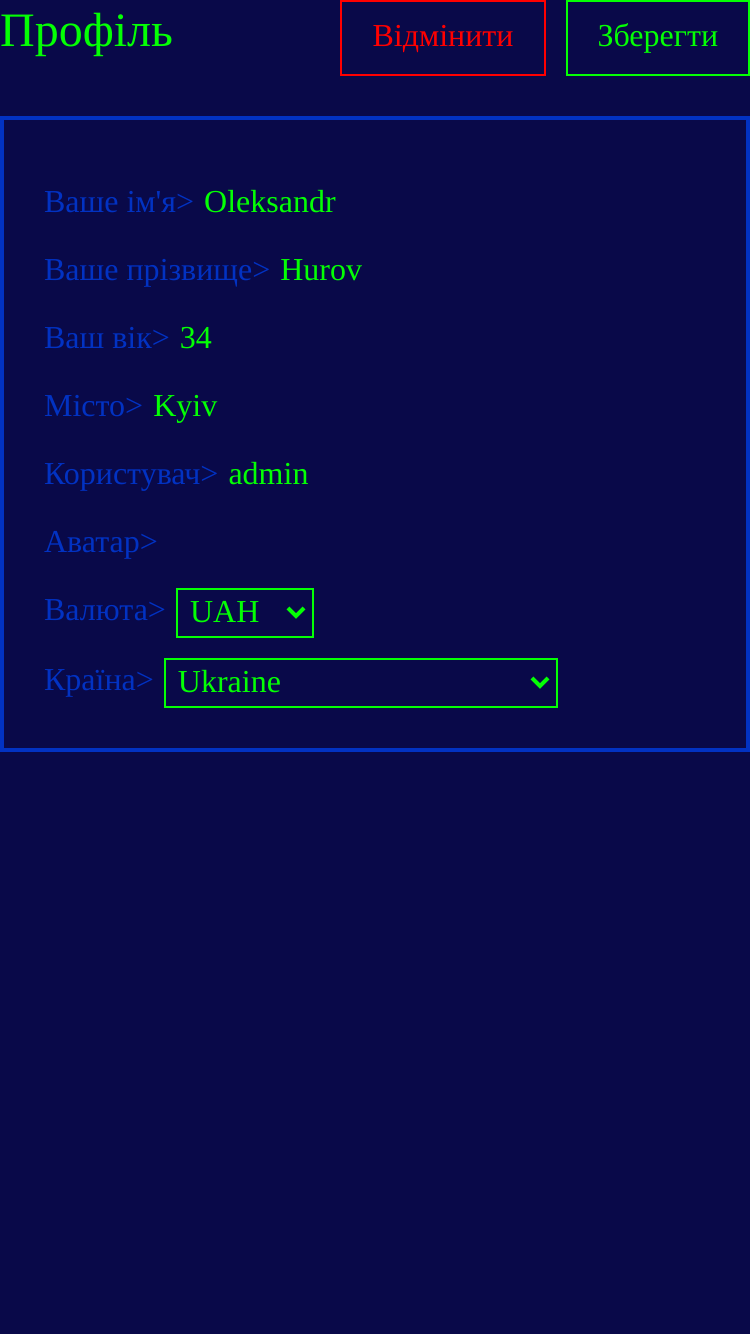 Профіль Відмінити Зберегти
Ваше ім'я> Oleksandr
Ваше прізвище> Hurov
Ваш вік> 34
Місто> Kyiv
Користувач> admin
Аватар>
Валюта> UAH
Країна> Ukraine